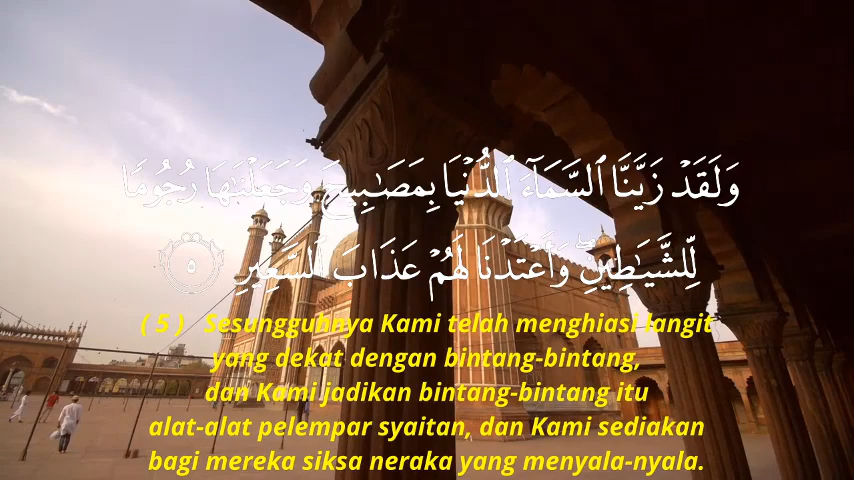 وَلَقَدْ زَيَّنَّا ٱلسَّمَآءَ ٱلدُّنْيَا بِمَصَٰبِيحَ وَجَعَلْنَٰهَا رُجُومًا
لِّلشَّيَٰطِينِ ۖ وَأَعْتَدْنَا لَهُمْ عَذَابَ ٱلسَّعِيرِ ٥
( 5 ) Sesungguhnya Kami telah menghiasi langit
yang dekat dengan bintang-bintang,
dan Kami jadikan bintang-bintang itu
alat-alat pelempar syaitan, dan Kami sediakan
bagi mereka siksa neraka yang menyala-nyala.